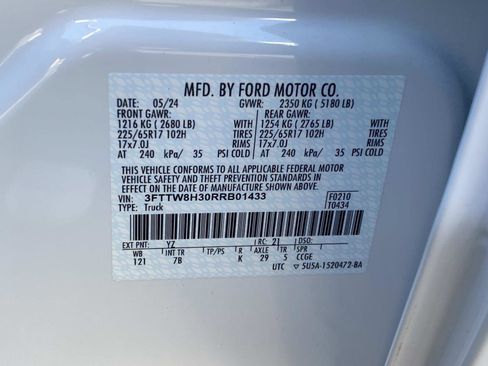 MFD. BY FORD MOTOR CO.
DATE: 05/24 GVWR: 2350 KG ( 5180 LB)
FRONT GAWR: REAR GAWR:
1216 KG ( 2680 LB) WITH 1254 KG ( 2765 LB) WITH
225/65R17 102H TIRES 225/65R17 102H TIRES
17x7.0J RIMS 17x7.0J RIMS
AT 240 kPa/ 35 PSI COLD AT 240 kPa/ 35 PSI COLD
THIS VEHICLE CONFORMS TO ALL APPLICABLE FEDERAL MOTOR
VEHICLE SAFETY AND THEFT PREVENTION STANDARDS IN EFFECT ON THE
DATE OF MANUFACTURE SHOWN ABOVE.
VIN: 3FTTW8H30RRB01433 F0210
TYPE: Truck T0434
EXT PNT: YZ RC: 21 DSO:
WB INT TR TP/PS R AXLE TR SPR
121 7B K 29 5 CCGE
UTC 5U5A-1520472-BA